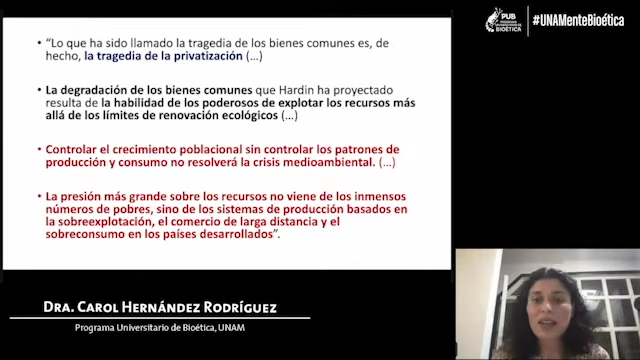 PUB
PROGRAMA
UNIVERSITARIO DE
BIOÉTICA
#UNAMenteBioética
• “Lo que ha sido llamado la tragedia de los bienes comunes es, de
hecho, la tragedia de la privatización (…)
• La degradación de los bienes comunes que Hardin ha proyectado
resulta de la habilidad de los poderosos de explotar los recursos más
allá de los límites de renovación ecológicos (…)
• Controlar el crecimiento poblacional sin controlar los patrones de
producción y consumo no resolverá la crisis medioambiental. (…)
• La presión más grande sobre los recursos no viene de los inmensos
números de pobres, sino de los sistemas de producción basados en
la sobreexplotación, el comercio de larga distancia y el
sobreconsumo en los países desarrollados”.
DRA. CAROL HERNÁNDEZ RODRÍGUEZ
Programa Universitario de Bioética, UNAM